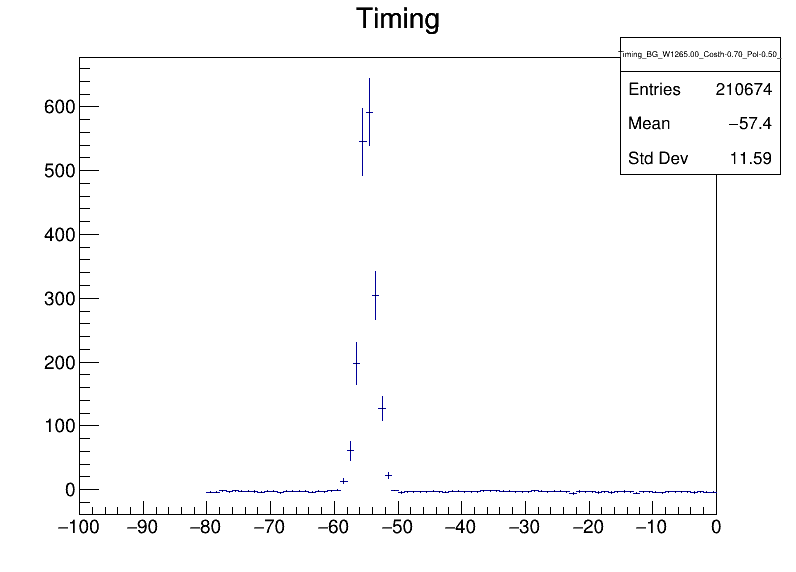 Timing
Timing_BG_W1265.00_Costh-0.70_Pol-0.50_
Entries 210674
Mean −57.4
Std Dev 11.59
600
500
400
300
200
100
0
−100 −90 −80 −70 −60 −50 −40 −30 −20 −10 0